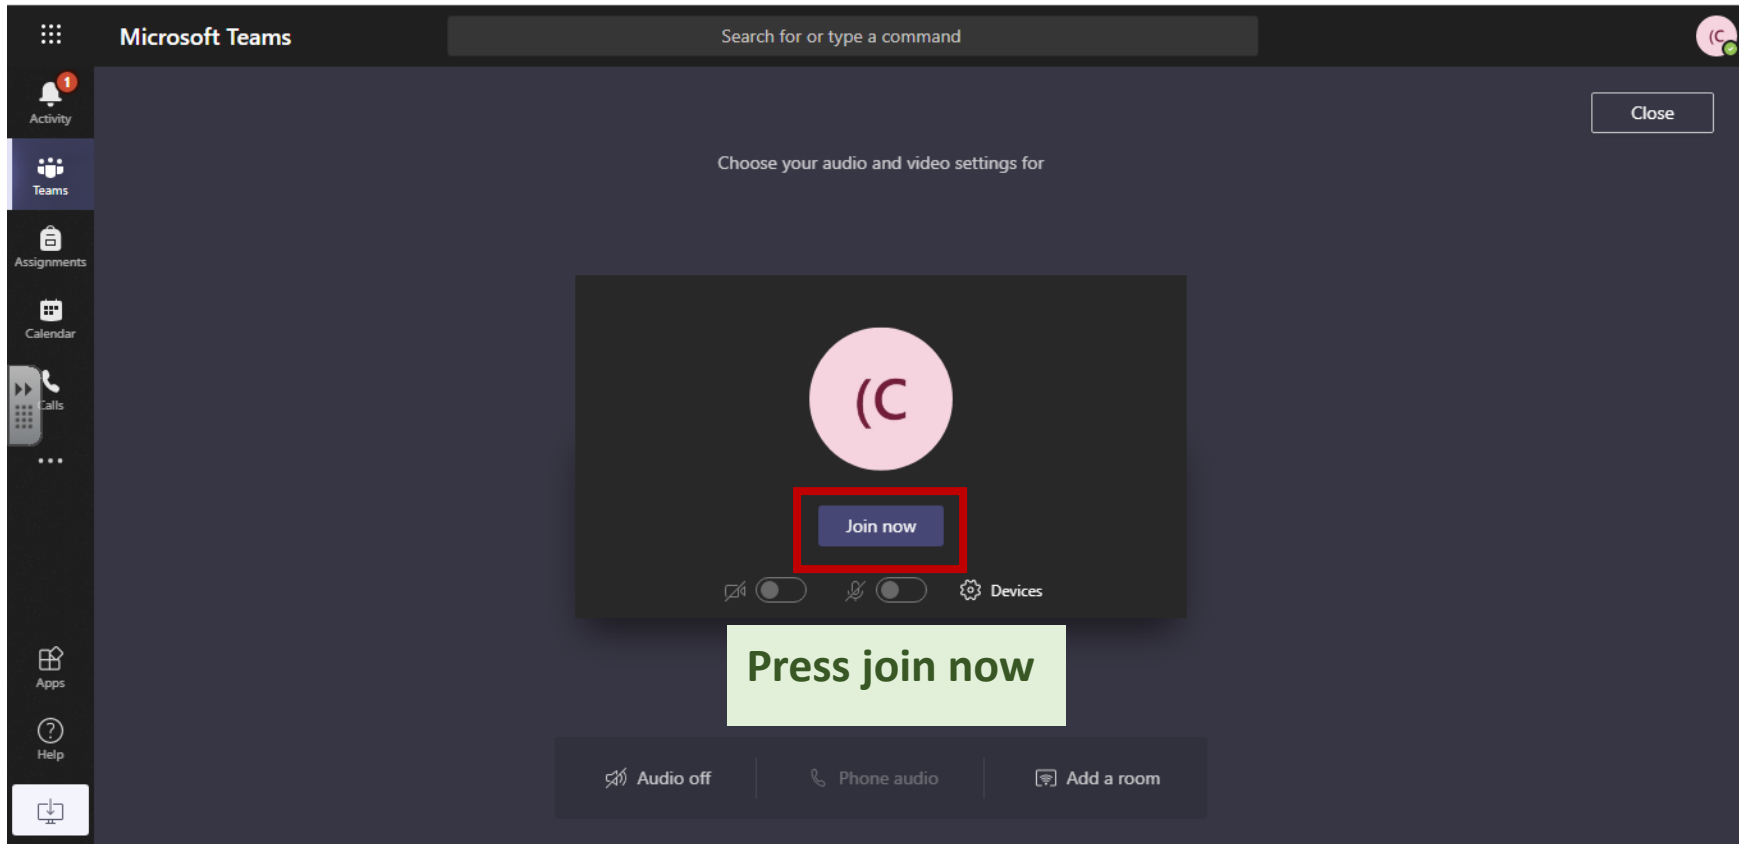 Microsoft Teams
Search for or type a command
(C
1
Activity
Close
Choose your audio and video settings for
Teams
Assignments
Calendar
Calls
(C
Join now
Devices
Press join now
Apps
Help
Audio off
Phone audio
Add a room